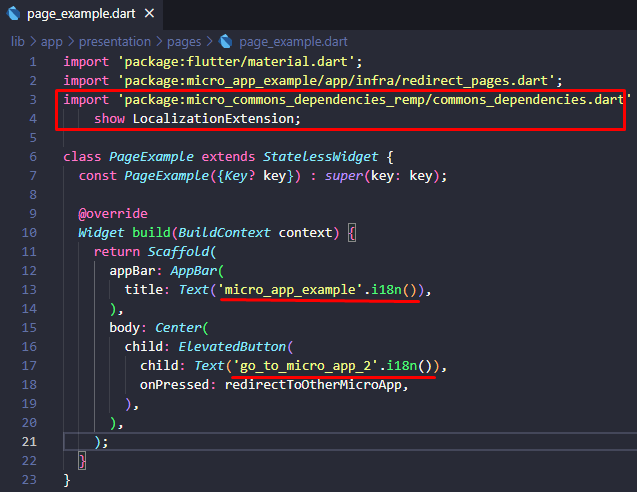 page_example.dart ×
lib > app > presentation > pages > page_example.dart
1 import 'package:flutter/material.dart';
2 import 'package:micro_app_example/app/infra/redirect_pages.dart';
3 import 'package:micro_commons_dependencies_remp/commons_dependencies.dart'
4     show LocalizationExtension;
5
6 class PageExample extends StatelessWidget {
7   const PageExample({Key? key}) : super(key: key);
8
9   @override
10   Widget build(BuildContext context) {
11     return Scaffold(
12       appBar: AppBar(
13         title: Text('micro_app_example'.i18n()),
14       ),
15       body: Center(
16         child: ElevatedButton(
17           child: Text('go_to_micro_app_2'.i18n()),
18           onPressed: redirectToOtherMicroApp,
19         ),
20       ),
21     );
22   }
23 }